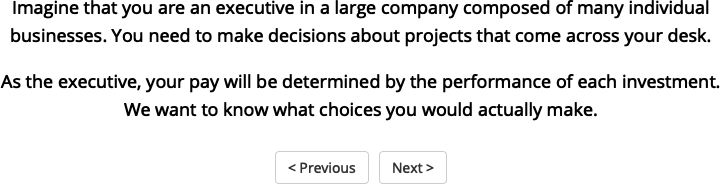 Imagine that you are an executive in a large company composed of many individual
businesses. You need to make decisions about projects that come across your desk.
As the executive, your pay will be determined by the performance of each investment.
We want to know what choices you would actually make.
< Previous
Next >